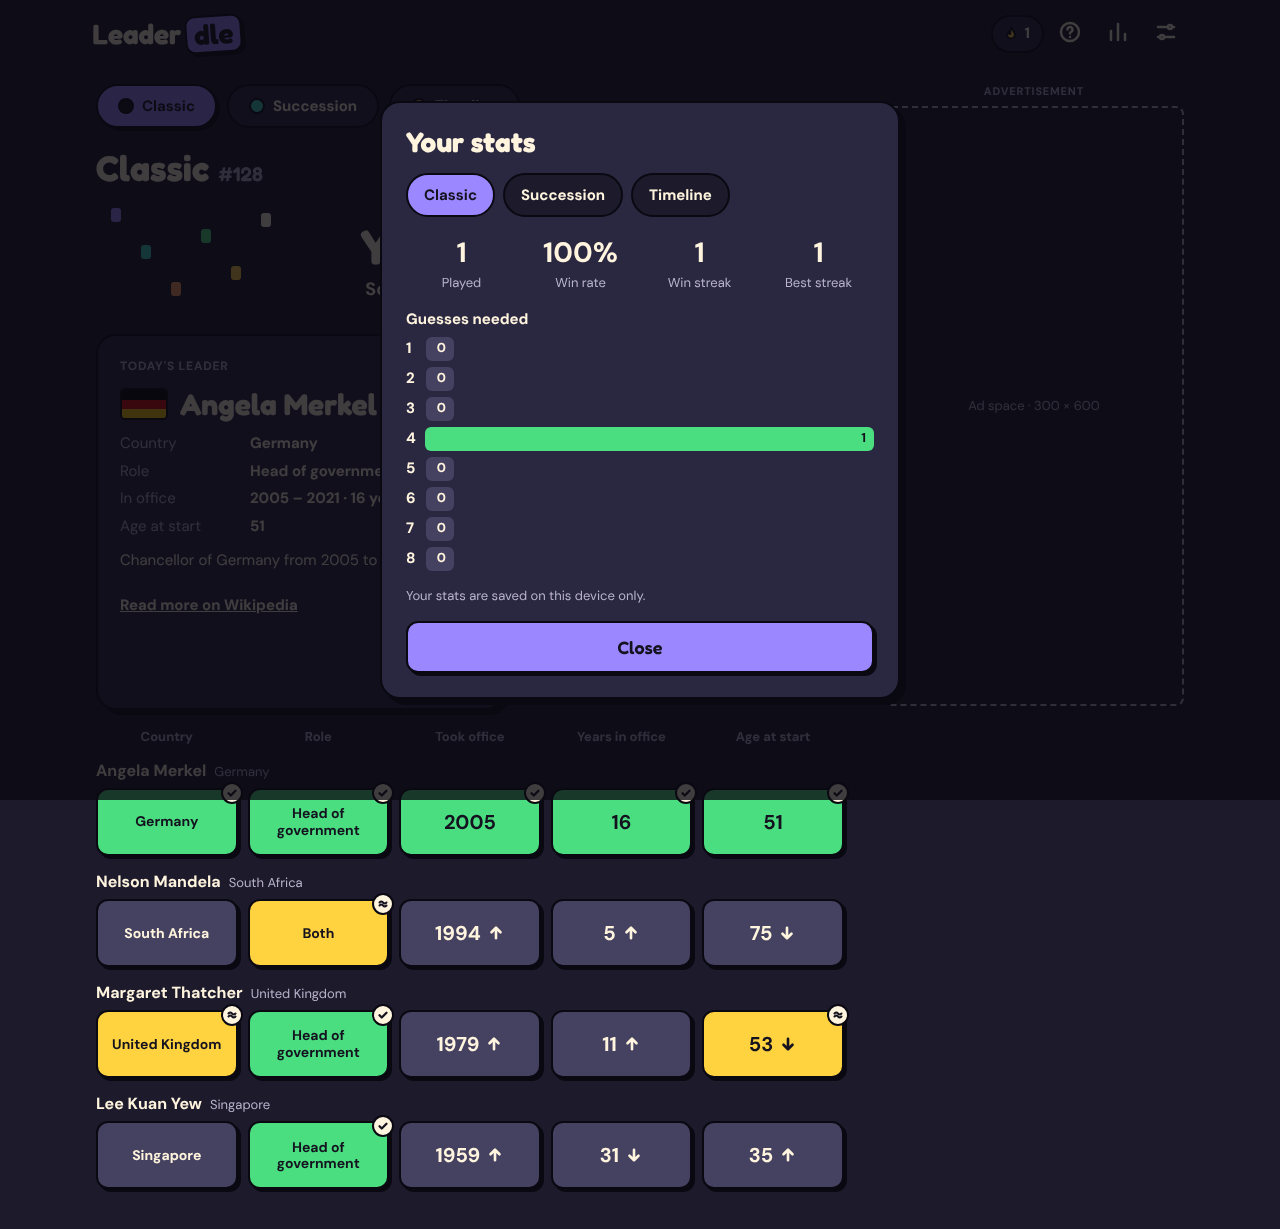 Leader dle
1
Classic
Succession
ADVERTISEMENT
Classic #128
TODAY'S LEADER
Angela Merkel
Country Germany
Role
In office 2005 – 2021 · 16
Age at start 51
Chancellor of Germany from 2005 to
Read more on Wikipedia
Your stats
Classic
Succession
Timeline
1
Played
100%
Win rate
1
Win streak
1
Best streak
Guesses needed
1 0
2 0
3 0
4 1
5 0
6 0
7 0
8 0
Your stats are saved on this device only.
Close
Ad space · 300 × 600
Country Role Took office Years in office Age at start
Angela Merkel Germany
Germany
Head of
government
2005
16
51
Nelson Mandela South Africa
South Africa
Both
1994 ↑
5 ↑
75 ↓
Margaret Thatcher United Kingdom
United Kingdom
Head of
government
1979 ↑
11 ↑
53 ↓
Lee Kuan Yew Singapore
Singapore
Head of
government
1959 ↑
31 ↓
35 ↑